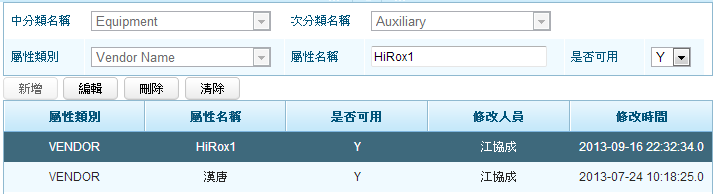 中分類名稱 Equipment 次分類名稱 Auxiliary
屬性類別 Vendor Name 屬性名稱 HiRox1 是否可用 Y
新增 編輯 刪除 清除
屬性類別 屬性名稱 是否可用 修改人員 修改時間
VENDOR HiRox1 Y 江協成 2013-09-16 22:32:34.0
VENDOR 漢唐 Y 江協成 2013-07-24 10:18:25.0